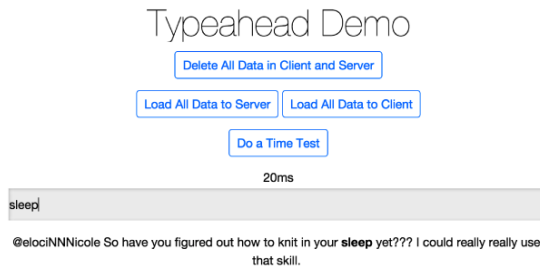 Typeahead Demo
Delete All Data in Client and Server
Load All Data to Server Load All Data to Client
Do a Time Test
20ms
sleep
@elociNNNicole So have you figured out how to knit in your sleep yet??? I could really really use
that skill.